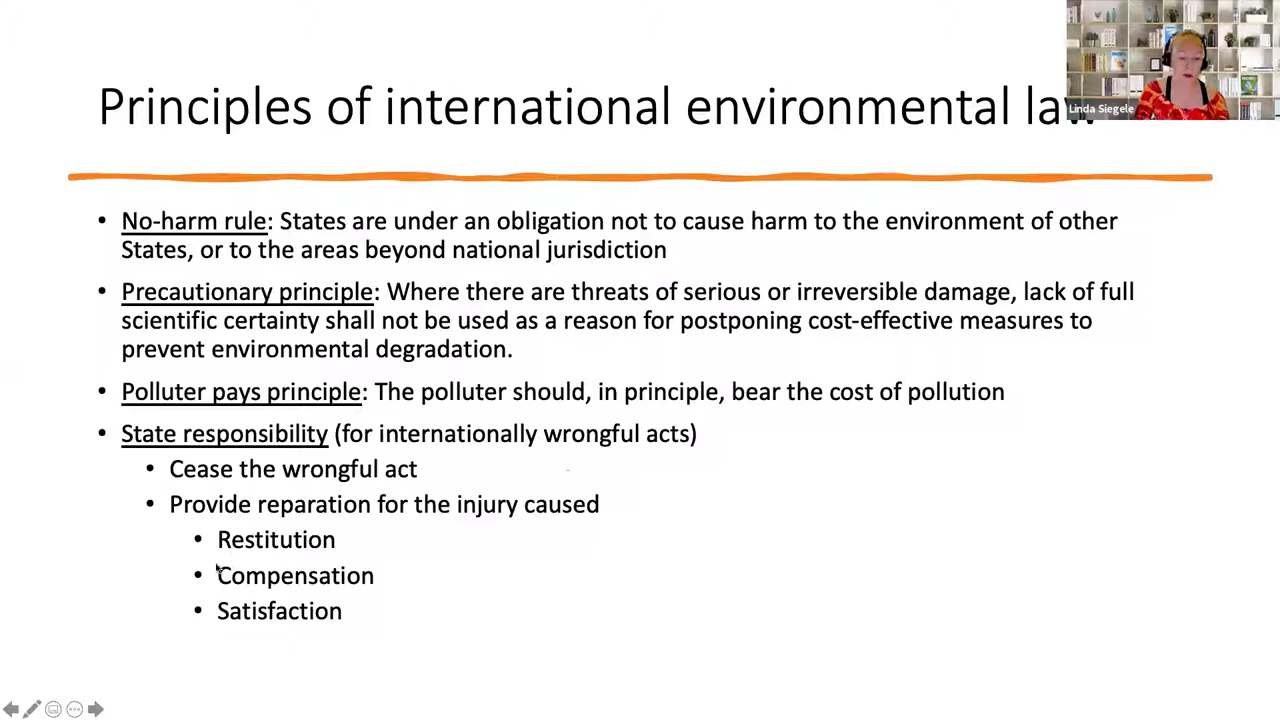 Principles of international environmental law
Linda Siegele
• No-harm rule: States are under an obligation not to cause harm to the environment of other
States, or to the areas beyond national jurisdiction
• Precautionary principle: Where there are threats of serious or irreversible damage, lack of full
scientific certainty shall not be used as a reason for postponing cost-effective measures to
prevent environmental degradation.
• Polluter pays principle: The polluter should, in principle, bear the cost of pollution
• State responsibility (for internationally wrongful acts)
• Cease the wrongful act
• Provide reparation for the injury caused
• Restitution
• Compensation
• Satisfaction